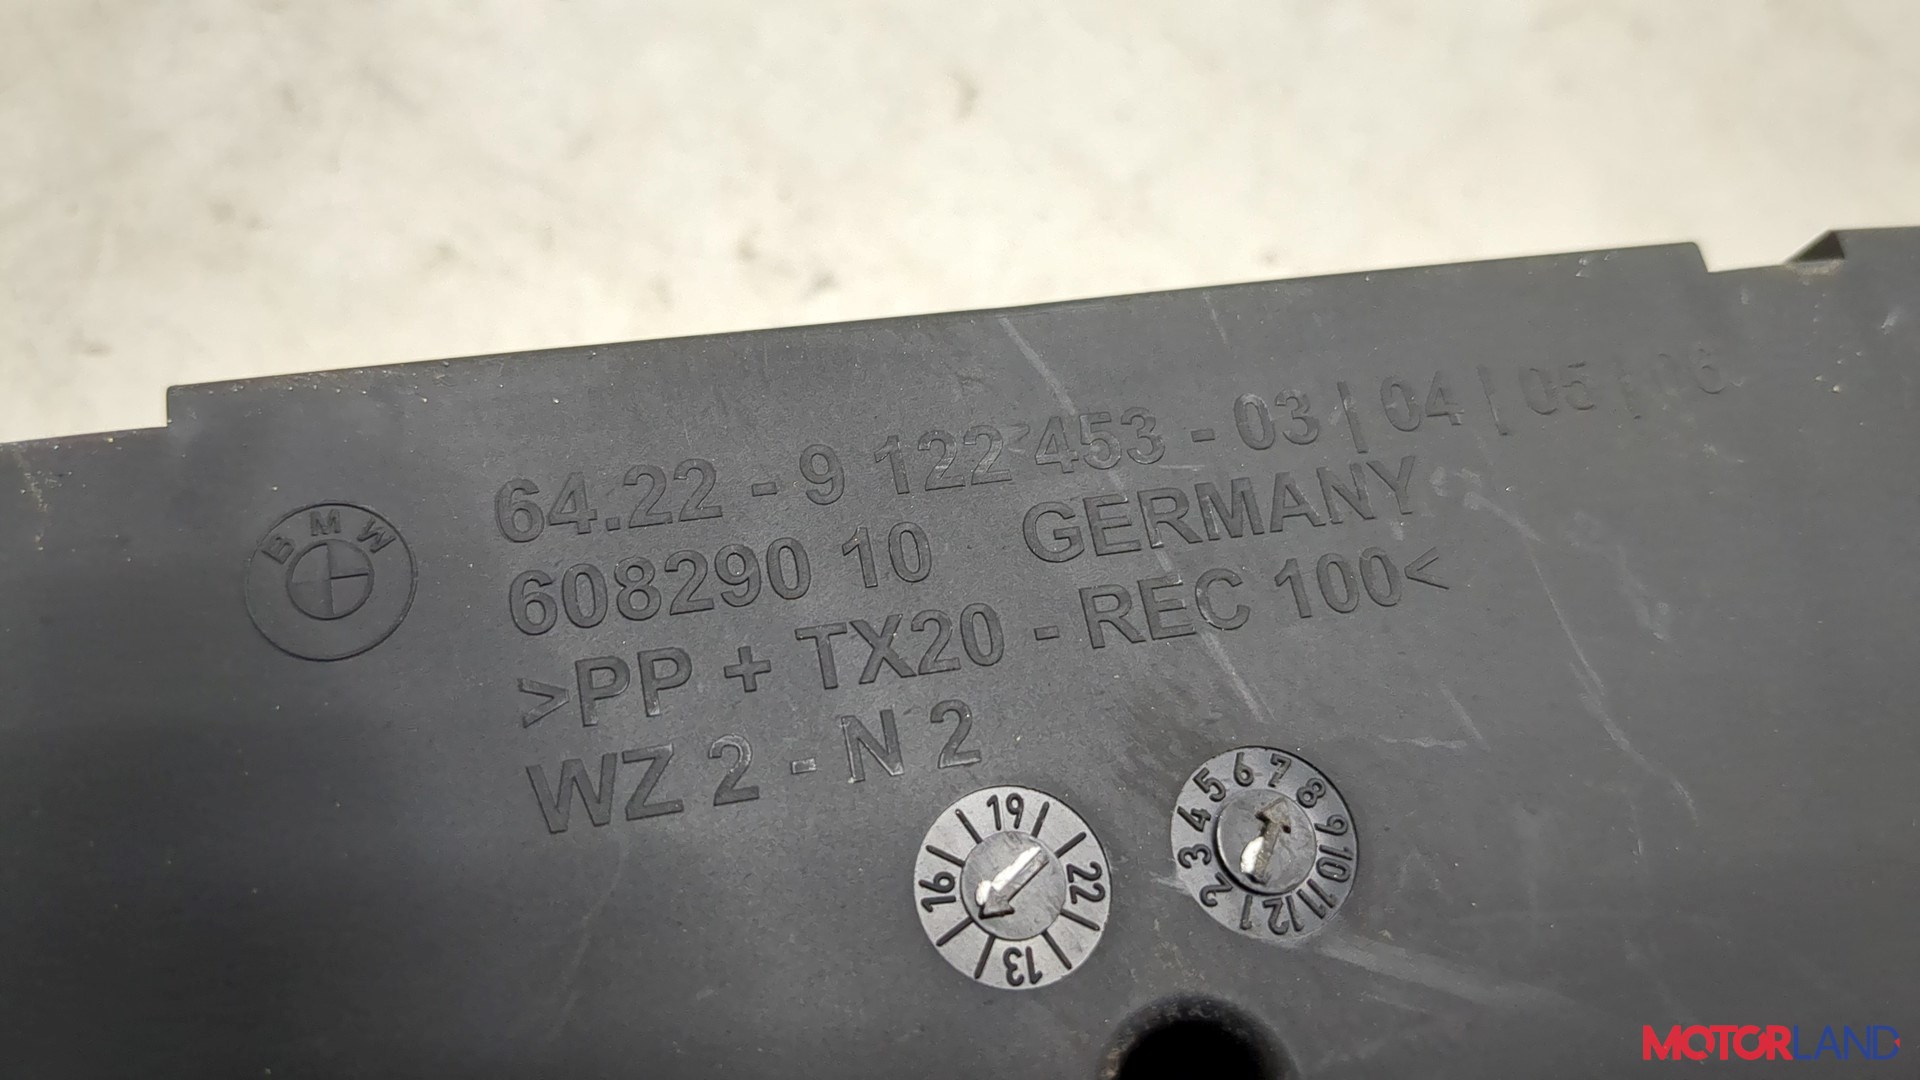 BMW
64.22 - 9 122 453 - 03 | 04 | 05 | 06
608290 10 GERMANY
>PP + TX20 - REC 100<
WZ 2 - N 2
19
16
22
13
1 2 3 4 5 6 7 8 9 10 11 12
MOTORLAND